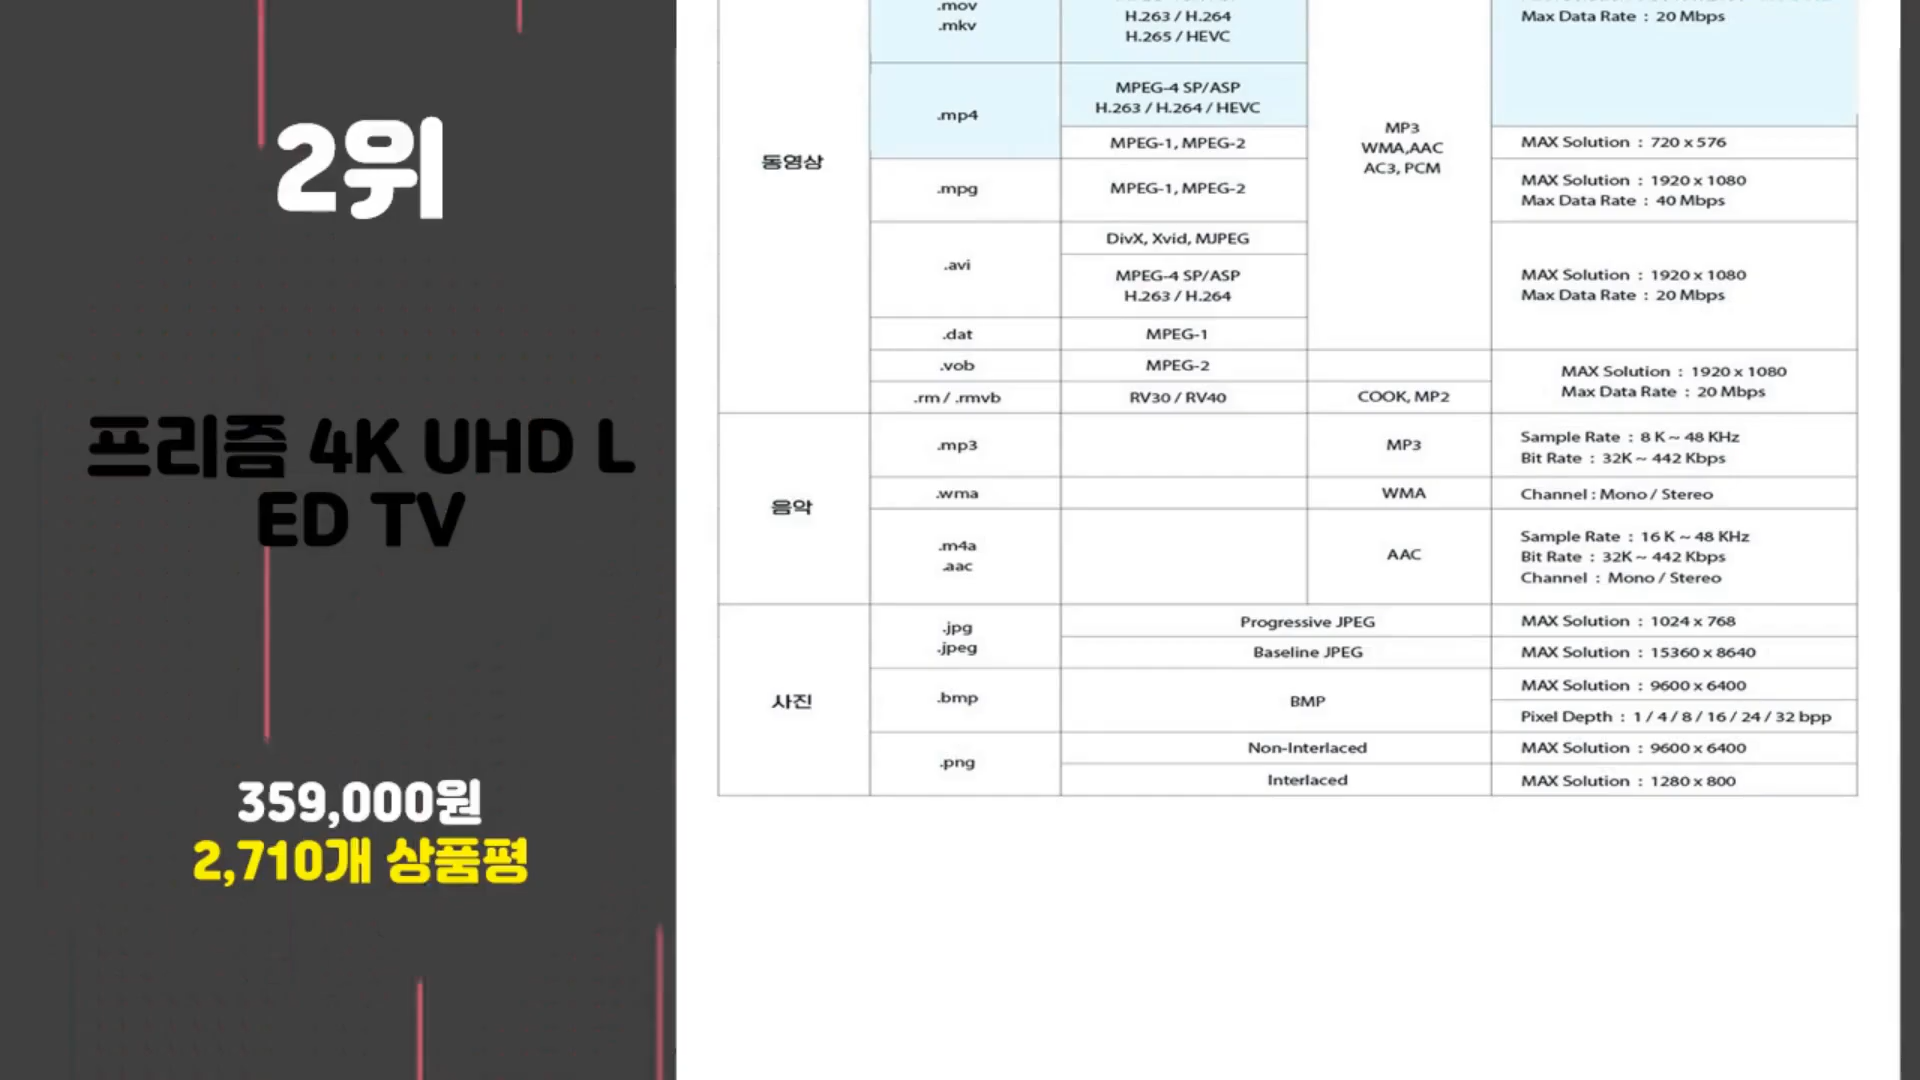 2위
프리즘 4K UHD L
ED TV
359,000원
2,710개 상품평
.mov
.mkv
H.263 / H.264
H.265 / HEVC
Max Data Rate : 20 Mbps
동영상
.mp4
MPEG-4 SP/ASP
H.263 / H.264 / HEVC
MPEG-1, MPEG-2
MP3
WMA,AAC
AC3, PCM
MAX Solution : 720 x 576
.mpg
MPEG-1, MPEG-2
MAX Solution : 1920 x 1080
Max Data Rate : 40 Mbps
.avi
DivX, Xvid, MJPEG
MPEG-4 SP/ASP
H.263 / H.264
MAX Solution : 1920 x 1080
Max Data Rate : 20 Mbps
.dat
MPEG-1
.vob
MPEG-2
MAX Solution : 1920 x 1080
Max Data Rate : 20 Mbps
.rm / .rmvb
RV30 / RV40
COOK, MP2
음악
.mp3
MP3
Sample Rate : 8 K ~ 48 KHz
Bit Rate : 32K ~ 442 Kbps
.wma
WMA
Channel : Mono / Stereo
.m4a
.aac
AAC
Sample Rate : 16 K ~ 48 KHz
Bit Rate : 32K ~ 442 Kbps
Channel : Mono / Stereo
사진
.jpg
.jpeg
Progressive JPEG
MAX Solution : 1024 x 768
Baseline JPEG
MAX Solution : 15360 x 8640
.bmp
BMP
MAX Solution : 9600 x 6400
Pixel Depth : 1 / 4 / 8 / 16 / 24 / 32 bpp
.png
Non-Interlaced
MAX Solution : 9600 x 6400
Interlaced
MAX Solution : 1280 x 800